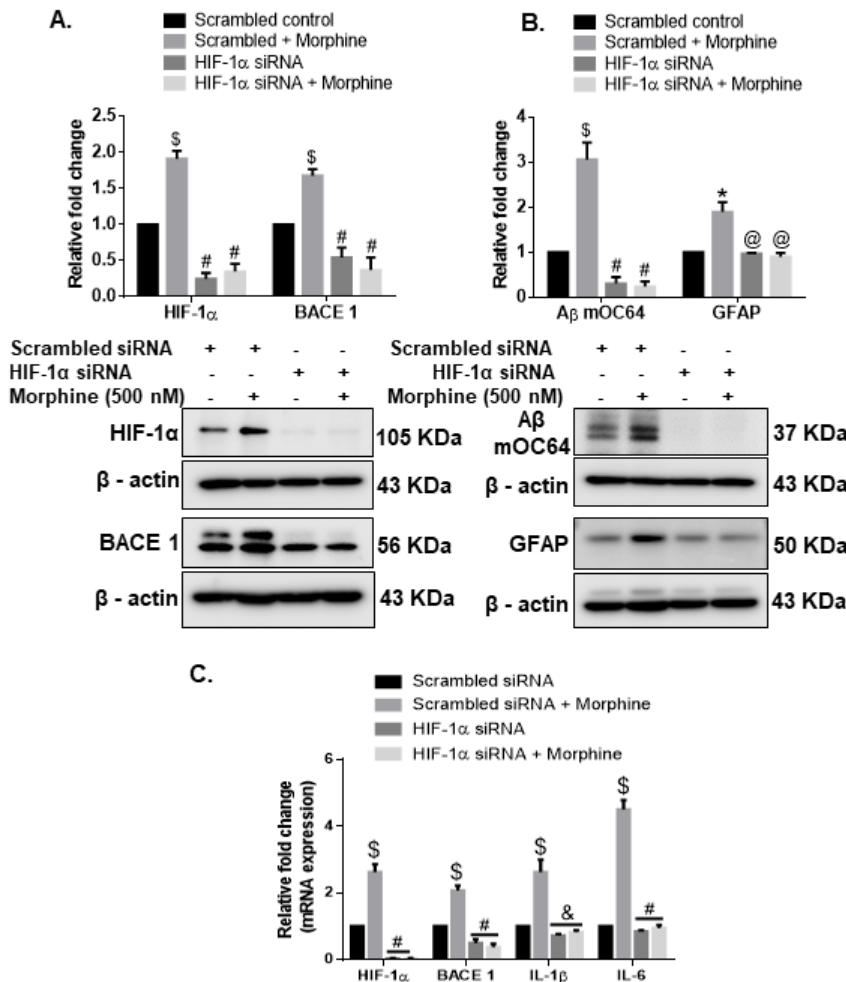 A.
Scrambled control
Scrambled + Morphine
HIF-1α siRNA
HIF-1α siRNA + Morphine
Relative fold change
2.5
2.0
1.5
1.0
0.5
0.0
$
#
#
$
#
#
HIF-1α
BACE 1
B.
Scrambled control
Scrambled + Morphine
HIF-1α siRNA
HIF-1α siRNA + Morphine
Relative fold change
4
3
2
1
0
$
#
#
*
@
@
Aβ mOC64
GFAP
Scrambled siRNA + + - -
HIF-1α siRNA - - + +
Morphine (500 nM) - + - +
HIF-1α 105 KDa
β - actin 43 KDa
BACE 1 56 KDa
β - actin 43 KDa
Scrambled siRNA + + - -
HIF-1α siRNA - - + +
Morphine (500 nM) - + - +
Aβ
mOC64 37 KDa
β - actin 43 KDa
GFAP 50 KDa
β - actin 43 KDa
C.
Scrambled siRNA
Scrambled siRNA + Morphine
HIF-1α siRNA
HIF-1α siRNA + Morphine
Relative fold change
(mRNA expression)
6
4
2
0
$
#
$
#
$
&
$
#
HIF-1α
BACE 1
IL-1β
IL-6